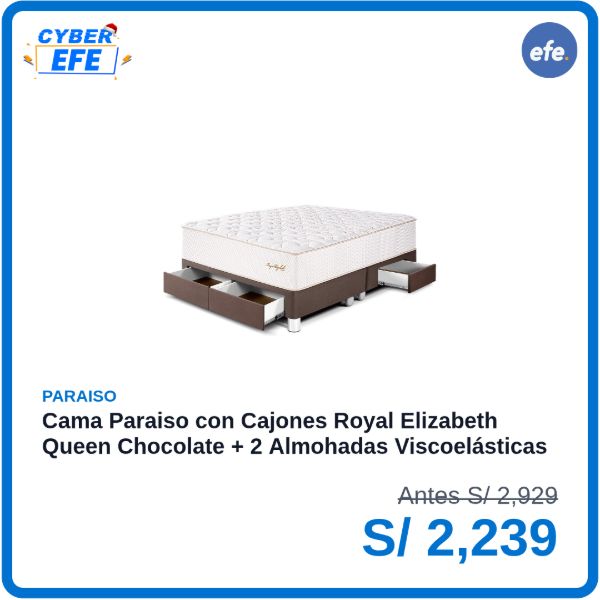 CYBER
EFE
efe.
PARAISO
Cama Paraiso con Cajones Royal Elizabeth
Queen Chocolate + 2 Almohadas Viscoelásticas
Antes S/ 2,929
S/ 2,239